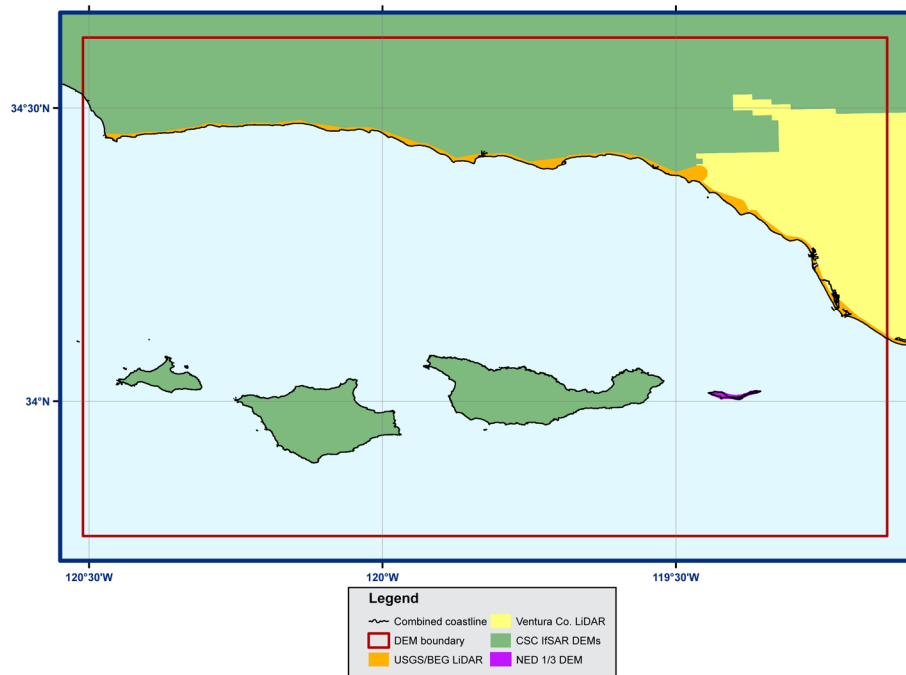 34°30'N
34°N
120°30'W
120°W
119°30'W
Legend
Combined coastline
DEM boundary
USGS/BEG LiDAR
Ventura Co. LiDAR
CSC IfSAR DEMs
NED 1/3 DEM